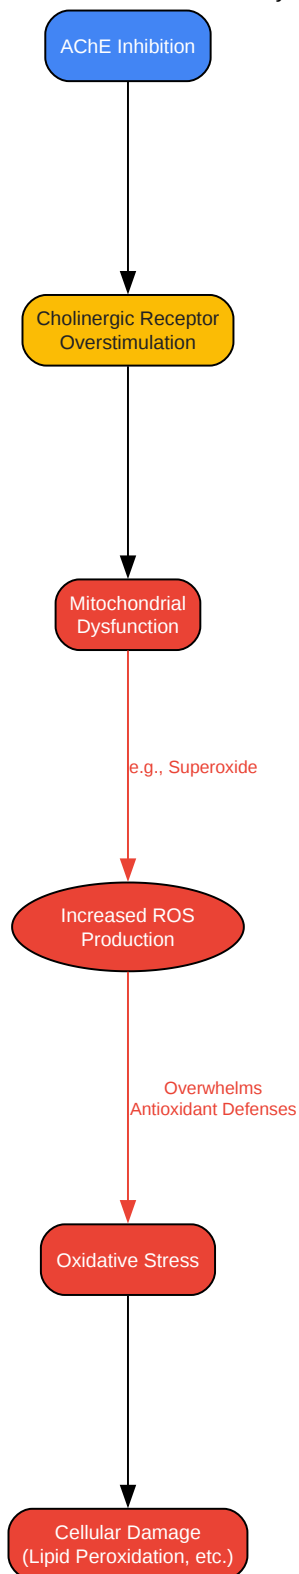 AChE Inhibition
Cholinergic Receptor
Overstimulation
Mitochondrial
Dysfunction
e.g., Superoxide
Increased ROS
Production
Overwhelms
Antioxidant Defenses
Oxidative Stress
Cellular Damage
(Lipid Peroxidation, etc.)